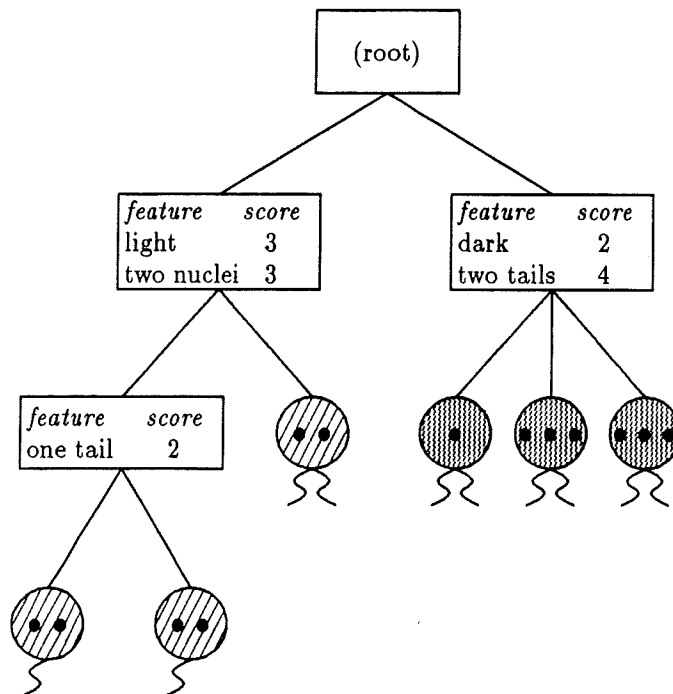 (root)
feature score
light 3
two nuclei 3
feature score
dark 2
two tails 4
feature score
one tail 2